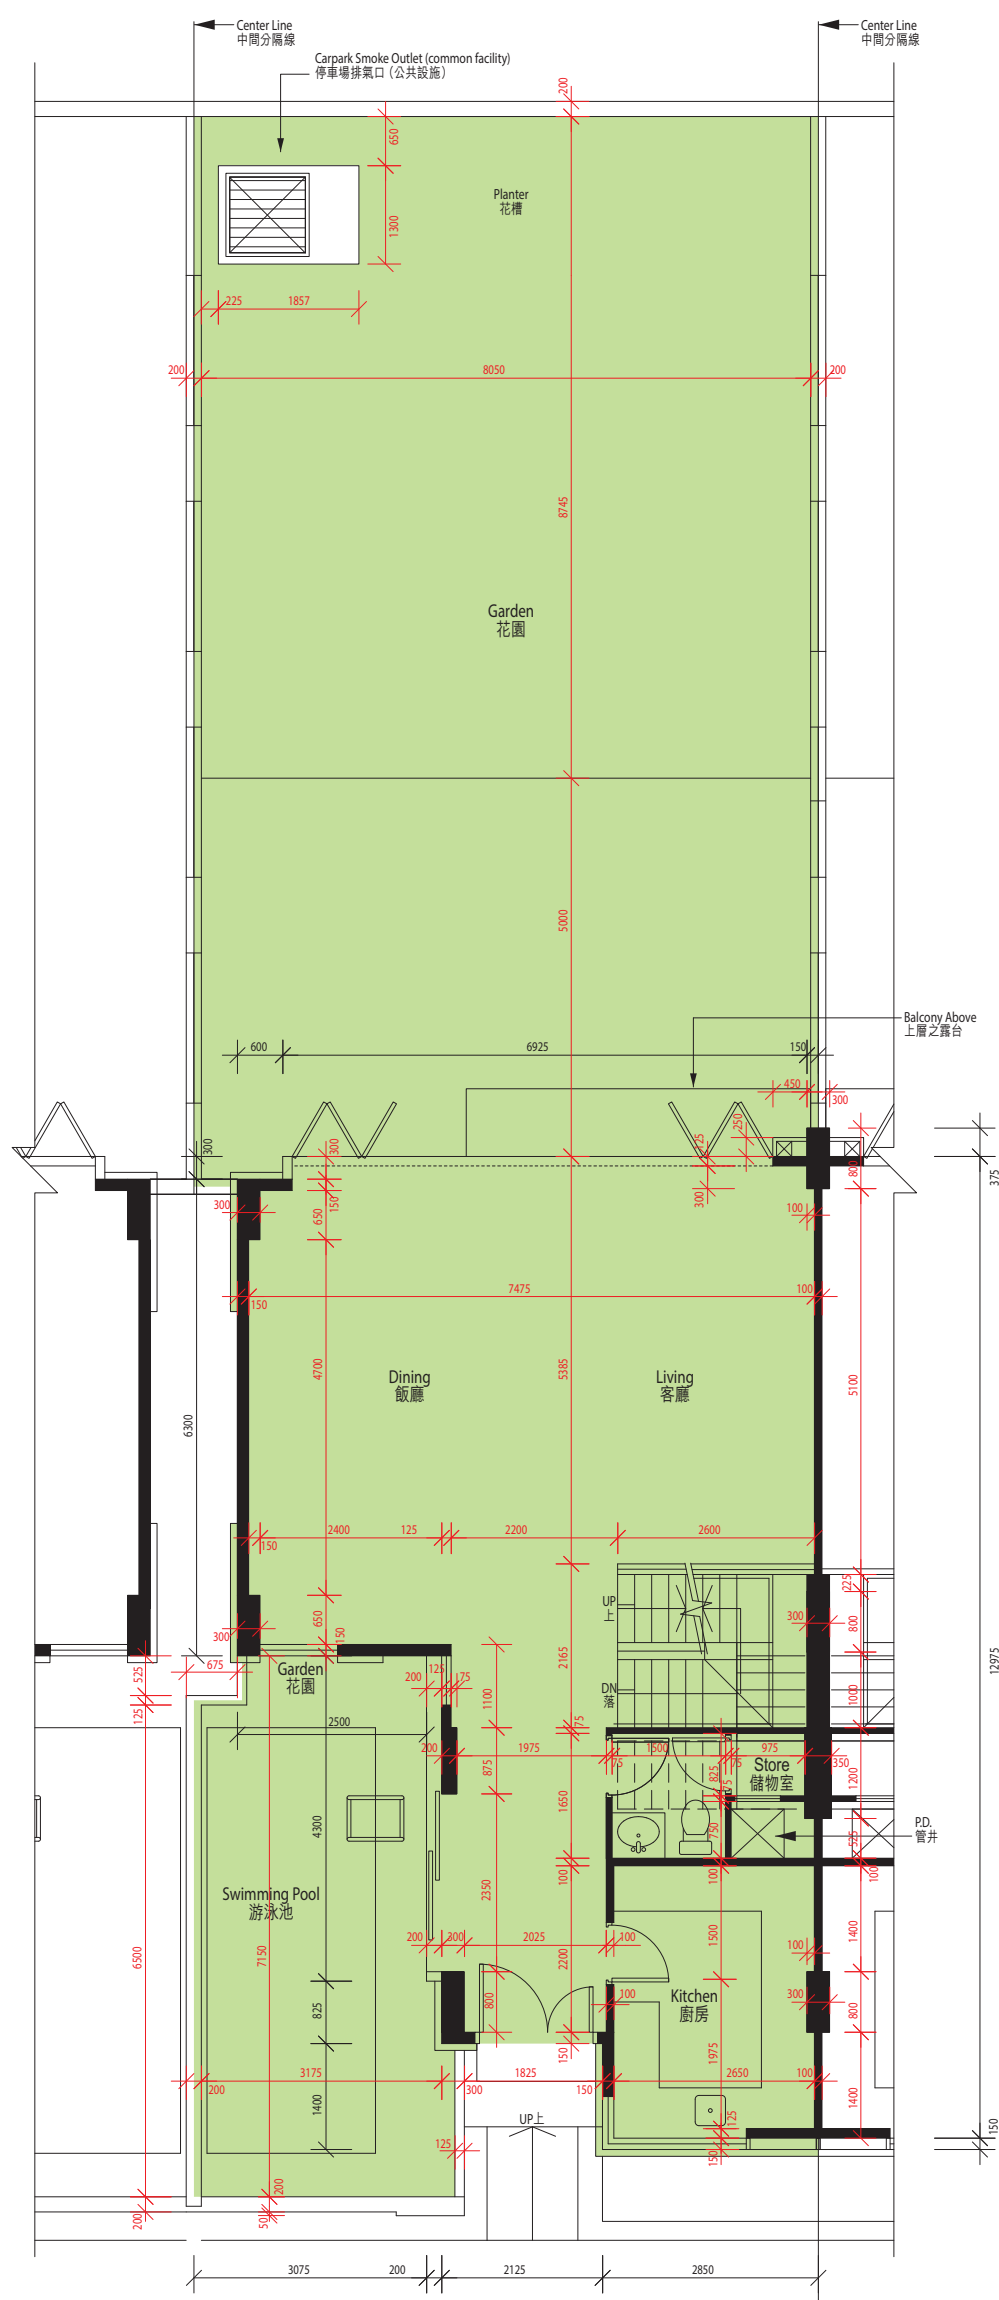 Center Line
中間分隔線
Center Line
中間分隔線
Carpark Smoke Outlet (common facility)
停車場排氣口 (公共設施)
200
650
Planter
花槽
1300
225 1857
200 8050 200
8745
Garden
花園
5000
Balcony Above
上層之露台
600 6925 150
450
300
300 300 125 250
800
375
300 650 150 300 100
7475
150 100
4700 5385 5100
Dining
飯廳
Living
客廳
6300
12975
2400 125 2200 2600
150
225
UP
上
300 650 150 300 800
2165
Garden
花園
675 525 200 125 75
DN
落
1100 1000
125 2500 75
200 1975 75 1500 75 975 350
875 825 75
Store
儲物室
1200
4300 1650 750 525
P.D.
管井
Swimming Pool
游泳池
2350 100 100 100
6500 7150
200 300 2025 100 2200 1500 100 1400
Kitchen
廚房
825 800 100 300 800
150 1975
3175 1825 2650 100
200 300 150
1400 1400
UP上
125 125
150 150
200
200 50
3075 200 2125 2850